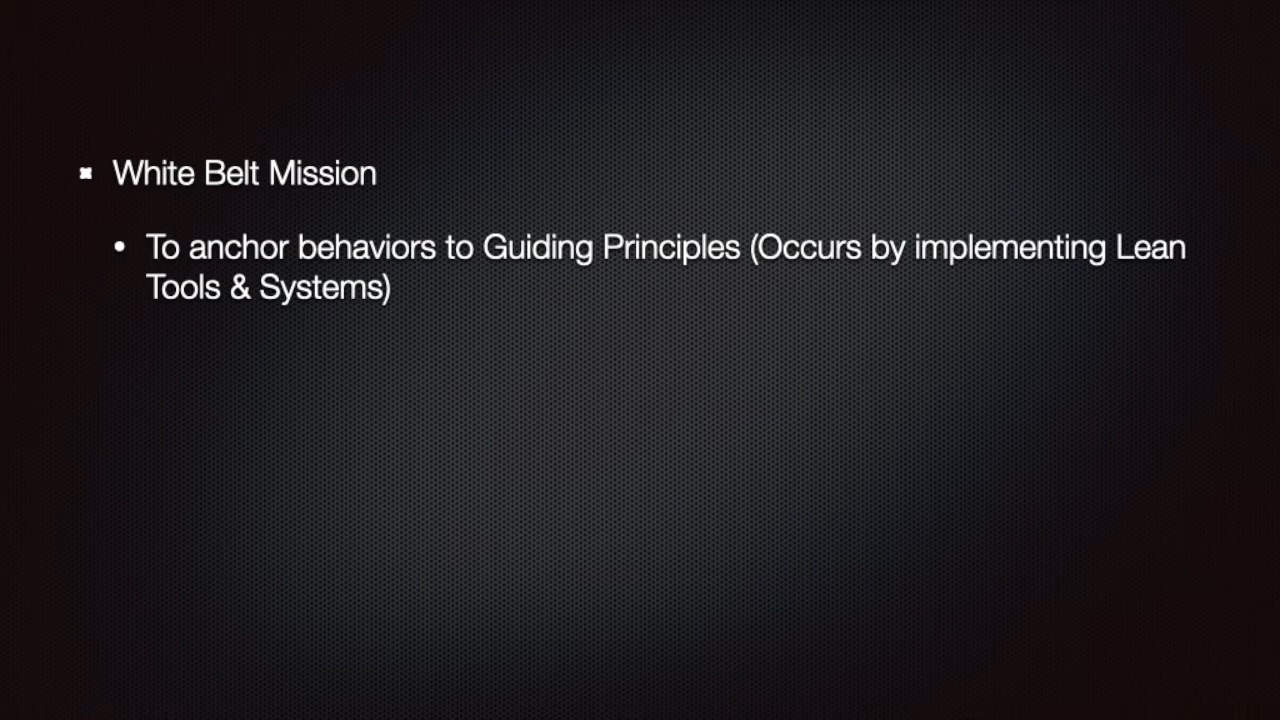 White Belt Mission
To anchor behaviors to Guiding Principles (Occurs by implementing Lean
Tools & Systems)